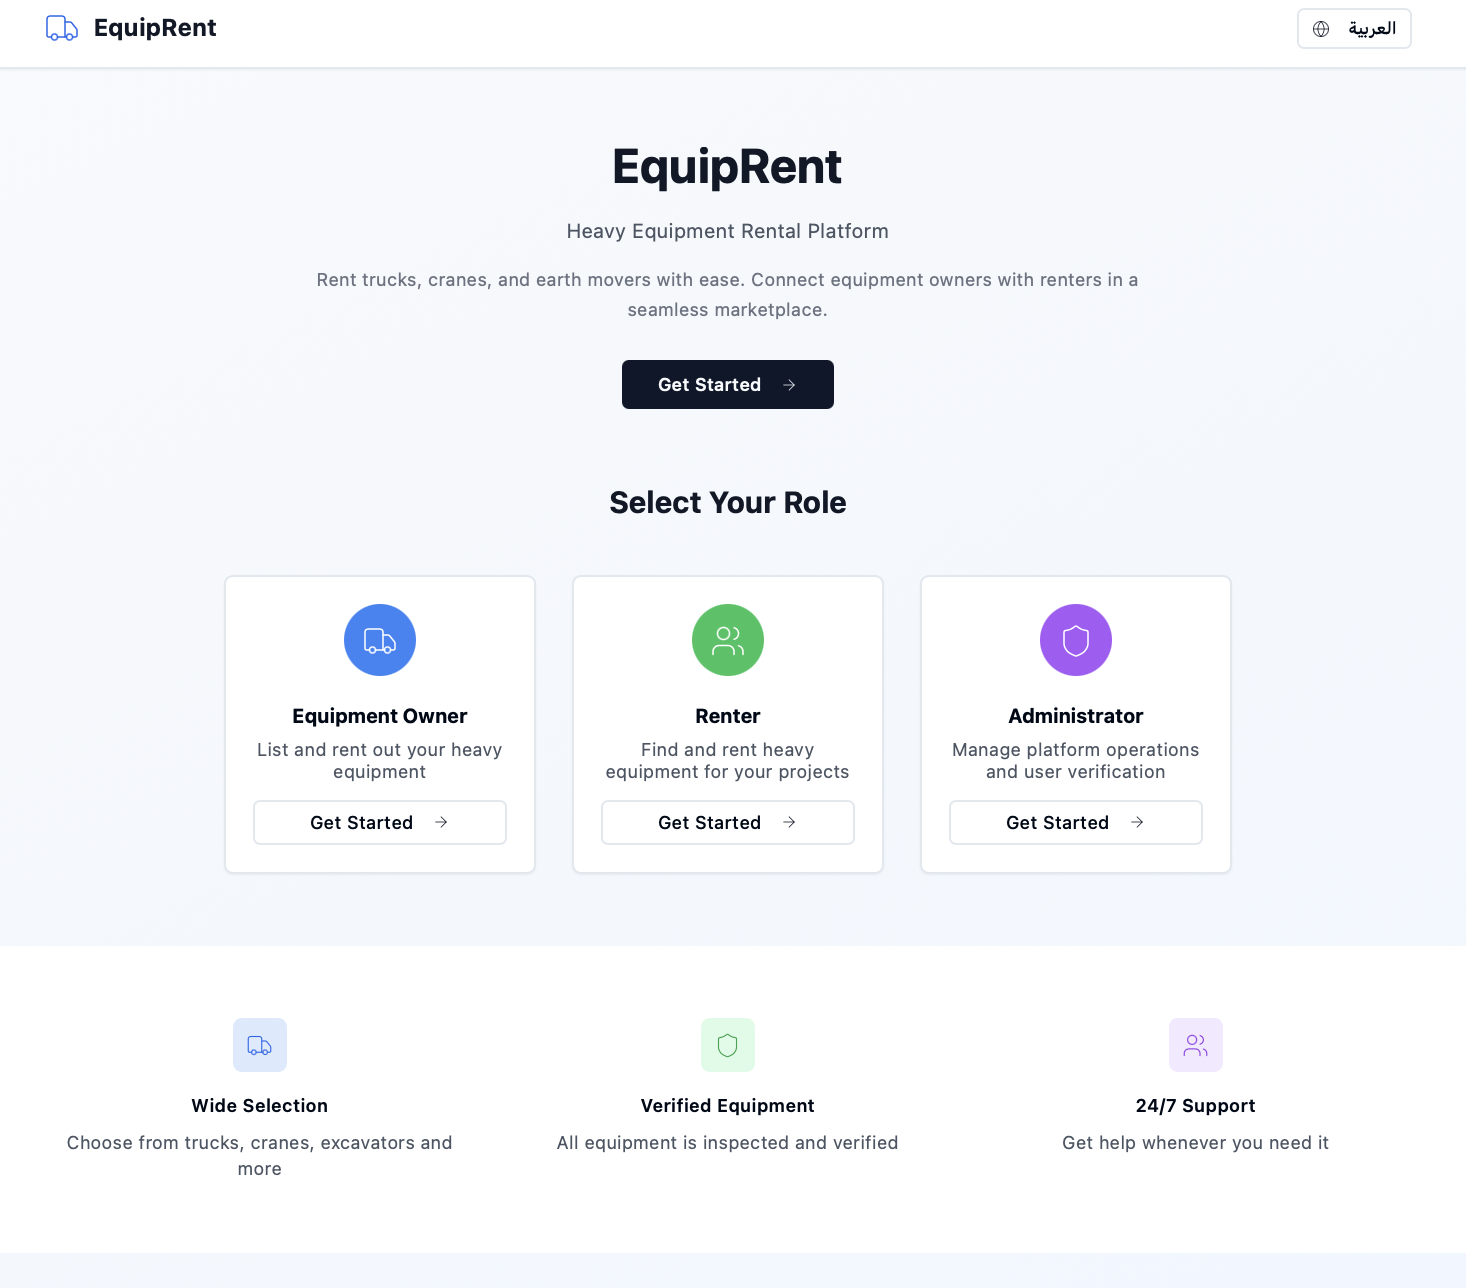 EquipRent
العربية
EquipRent
Heavy Equipment Rental Platform
Rent trucks, cranes, and earth movers with ease. Connect equipment owners with renters in a
seamless marketplace.
Get Started
Select Your Role
Equipment Owner
List and rent out your heavy
equipment
Get Started
Renter
Find and rent heavy
equipment for your projects
Get Started
Administrator
Manage platform operations
and user verification
Get Started
Wide Selection
Choose from trucks, cranes, excavators and
more
Verified Equipment
All equipment is inspected and verified
24/7 Support
Get help whenever you need it